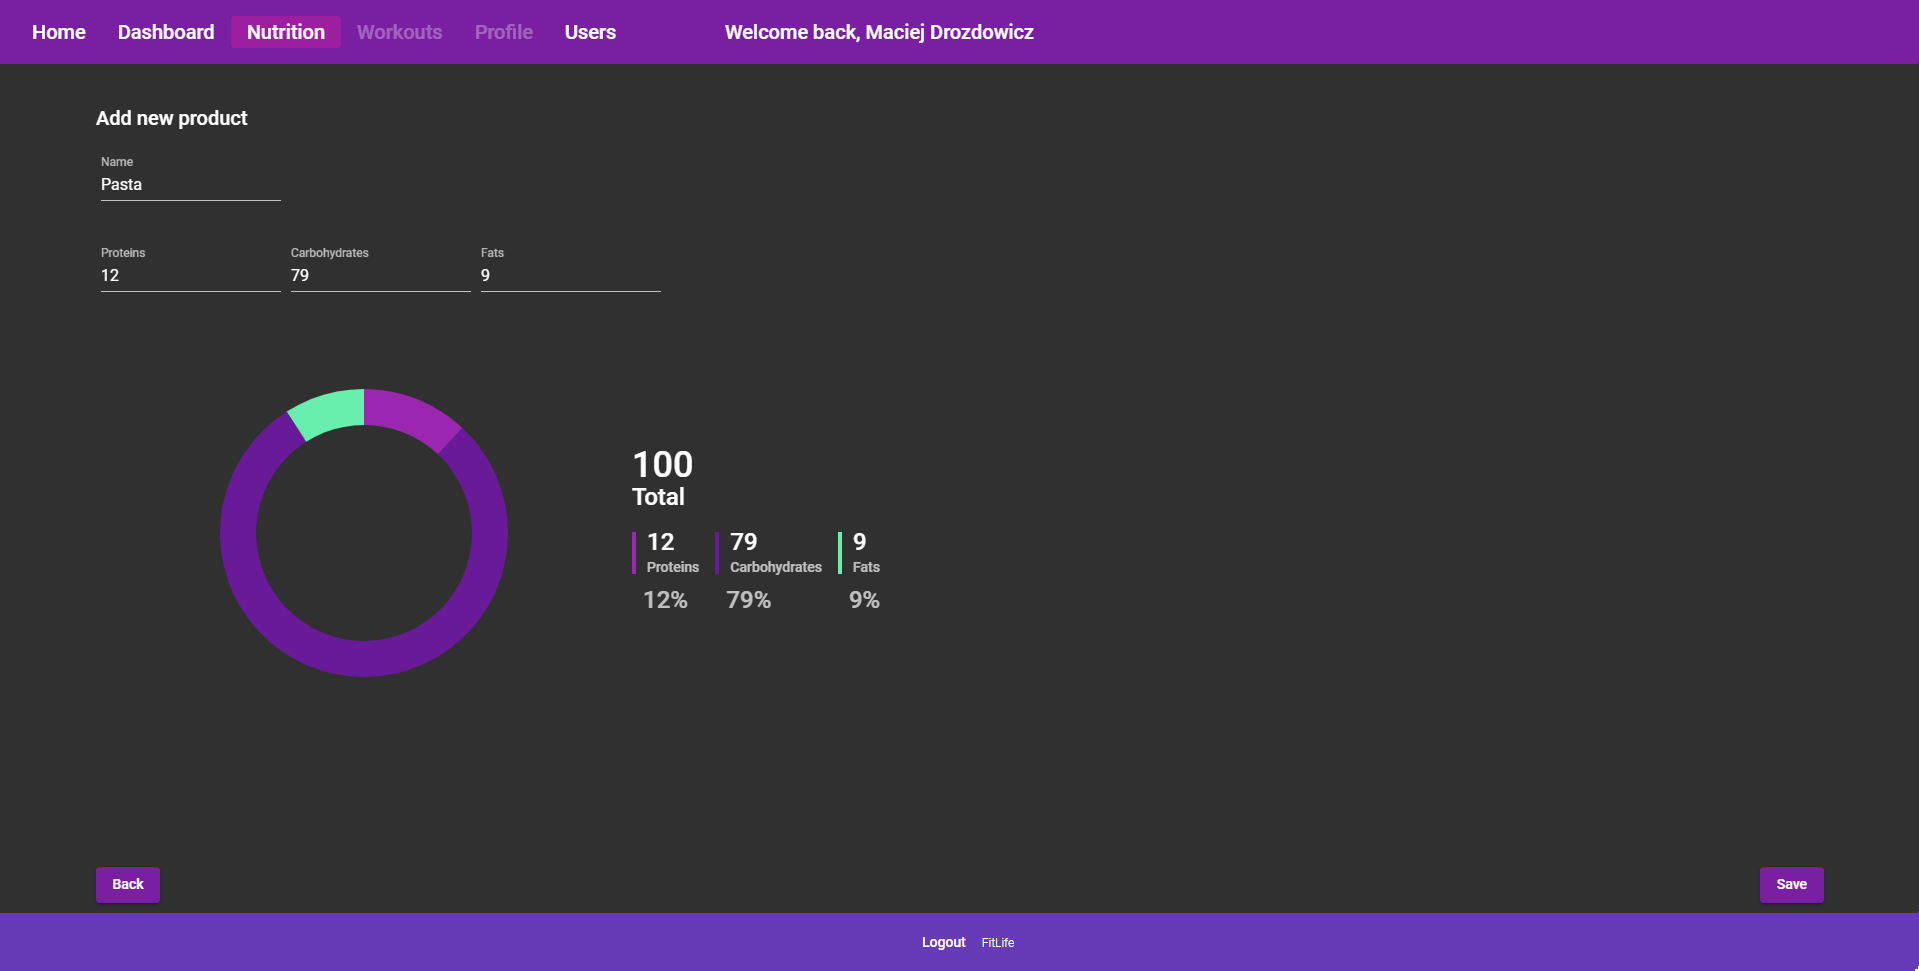 Home Dashboard Nutrition Workouts Profile Users Welcome back, Maciej Drozdowicz
Add new product
Name
Pasta
Proteins Carbohydrates Fats
12 79 9
100
Total
12 79 9
Proteins Carbohydrates Fats
12% 79% 9%
Back Save
Logout FitLife